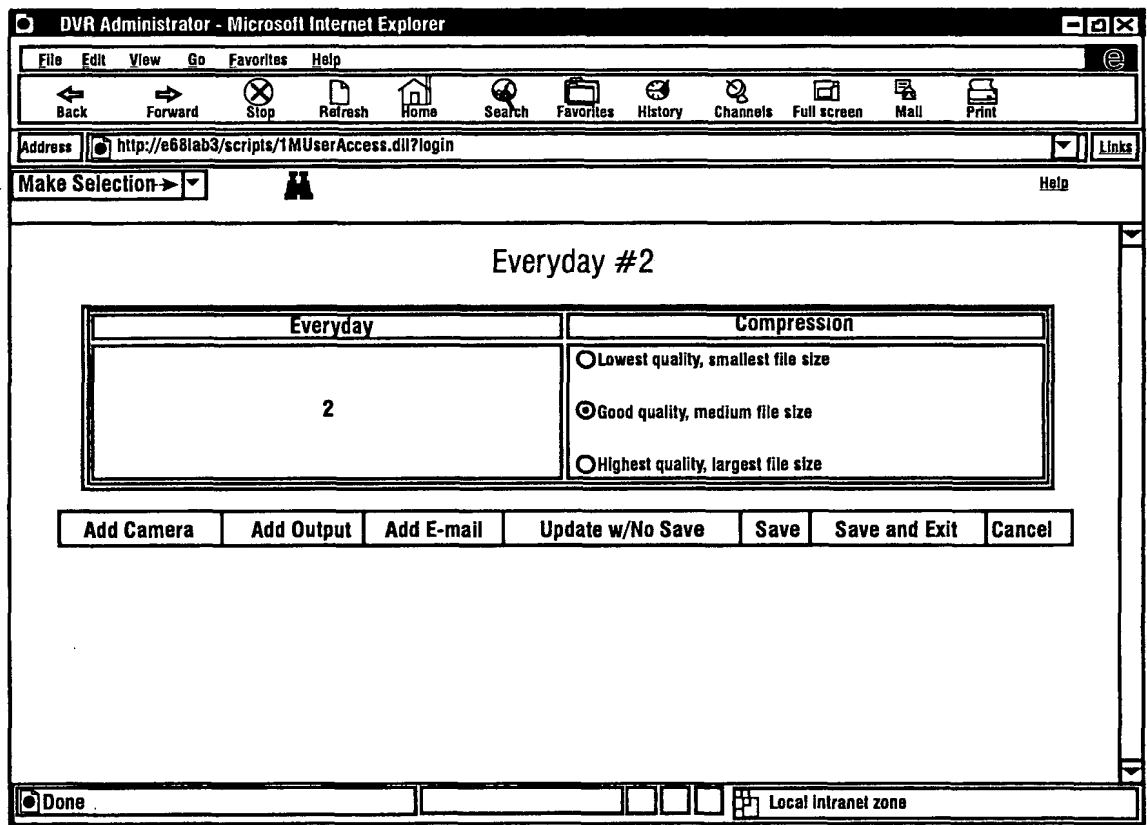 DVR Administrator - Microsoft Internet Explorer
File Edit View Go Favorites Help
Back Forward Stop Refresh Home Search Favorites History Channels Full screen Mail Print
Address http://e68lab3/scripts/1MUserAccess.dll?login Links
Make Selection Help
Everyday #2
Everyday Compression
Lowest quality, smallest file size
2 Good quality, medium file size
Highest quality, largest file size
Add Camera Add Output Add E-mail Update w/No Save Save Save and Exit Cancel
Done Local intranet zone